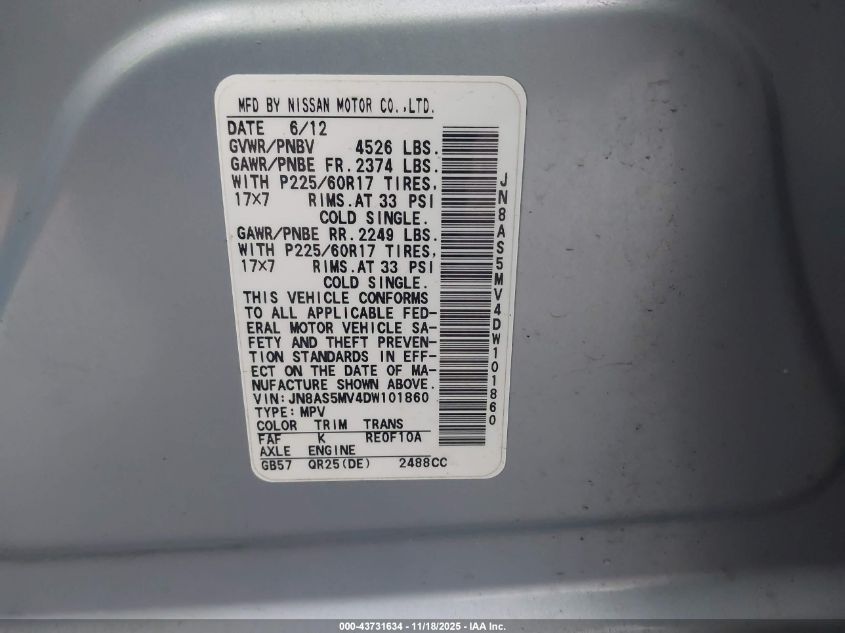 MFD BY NISSAN MOTOR CO.,LTD.
DATE 6/12
GVWR/PNBV 4526 LBS.
GAWR/PNBE FR.2374 LBS.
WITH P225/60R17 TIRES,
17×7 RIMS.AT 33 PSI
COLD SINGLE.
GAWR/PNBE RR.2249 LBS.
WITH P225/60R17 TIRES,
17×7 RIMS.AT 33 PSI
COLD SINGLE.
THIS VEHICLE CONFORMS
TO ALL APPLICABLE FED-
ERAL MOTOR VEHICLE SA-
FETY AND THEFT PREVEN-
TION STANDARDS IN EFF-
ECT ON THE DATE OF MA-
NUFACTURE SHOWN ABOVE.
VIN:JN8AS5MV4DW101860
TYPE:MPV
COLOR TRIM TRANS
FAF K RE0F10A
AXLE ENGINE
GB57 QR25(DE) 2488CC
JN8AS5MV4DW101860
000-43731634 - 11/18/2025 - IAA Inc.